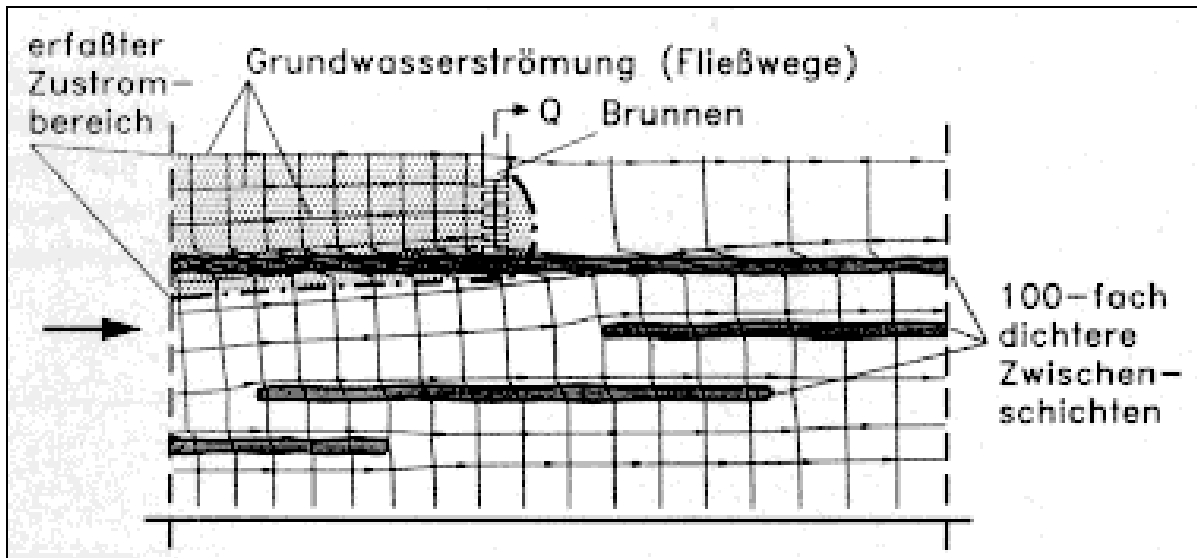 erfaßter
Zustrom-
bereich
Grundwasserströmung (Fließwege)
Q
Brunnen
100-fach
dichtere
Zwischen-
schichten